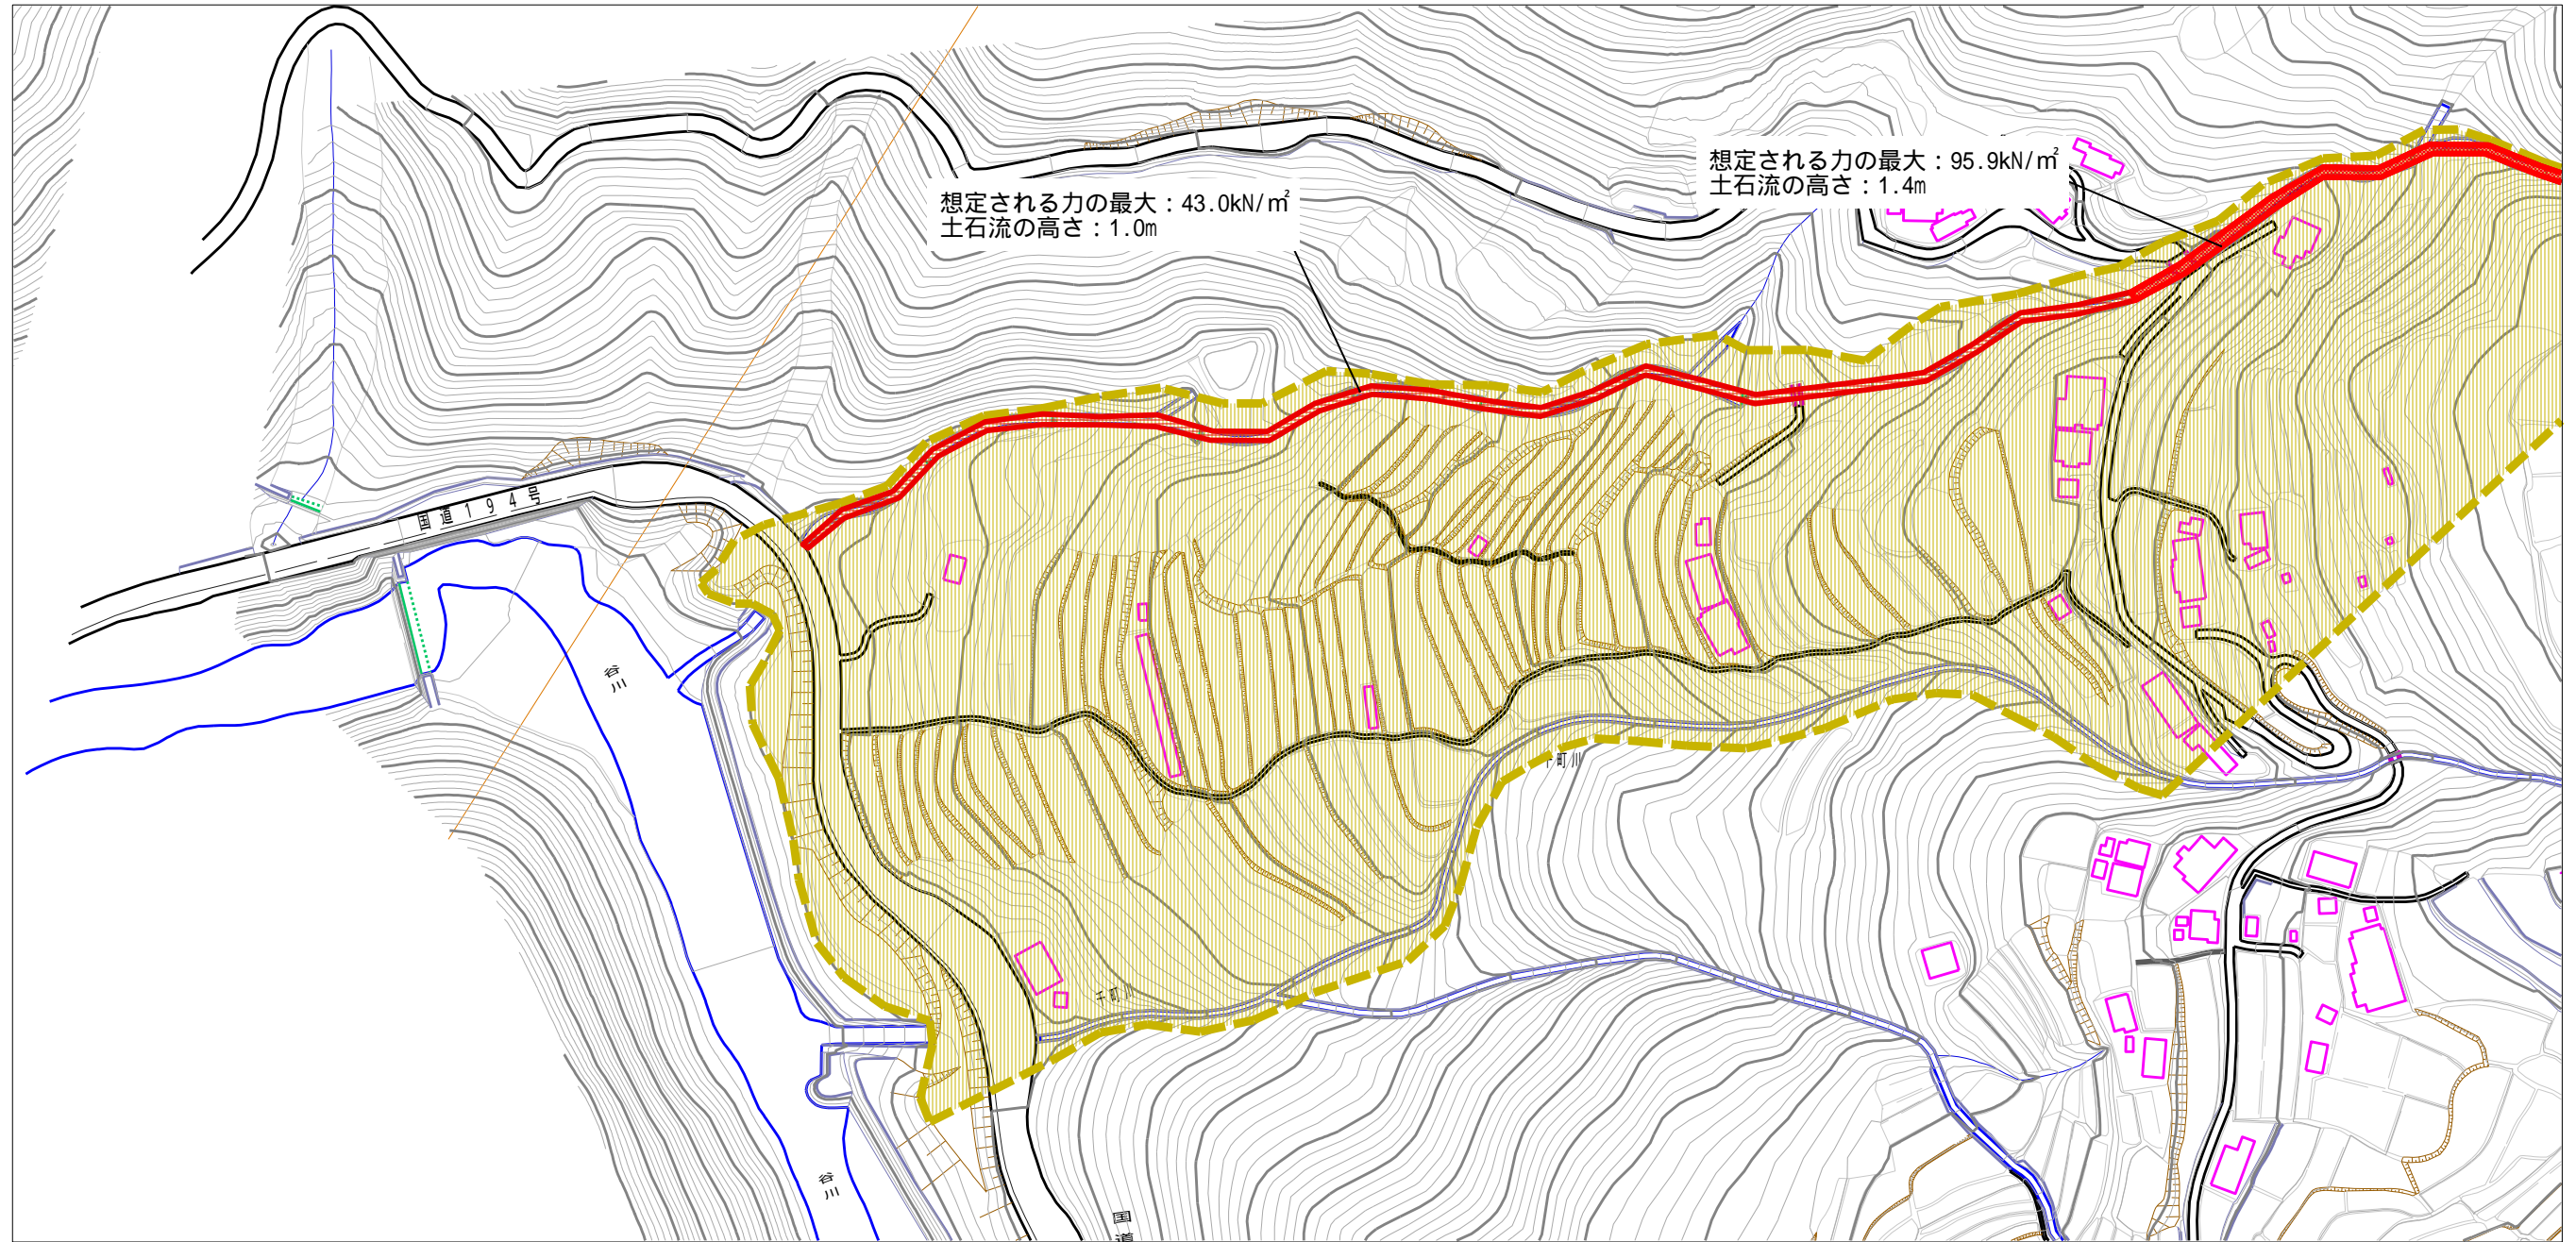 想定される力の最大：95.9kN/㎡
土石流の高さ：1.4m
想定される力の最大：43.0kN/㎡
土石流の高さ：1.0m
国道194号
谷川
千町川
千町川
谷川
国道